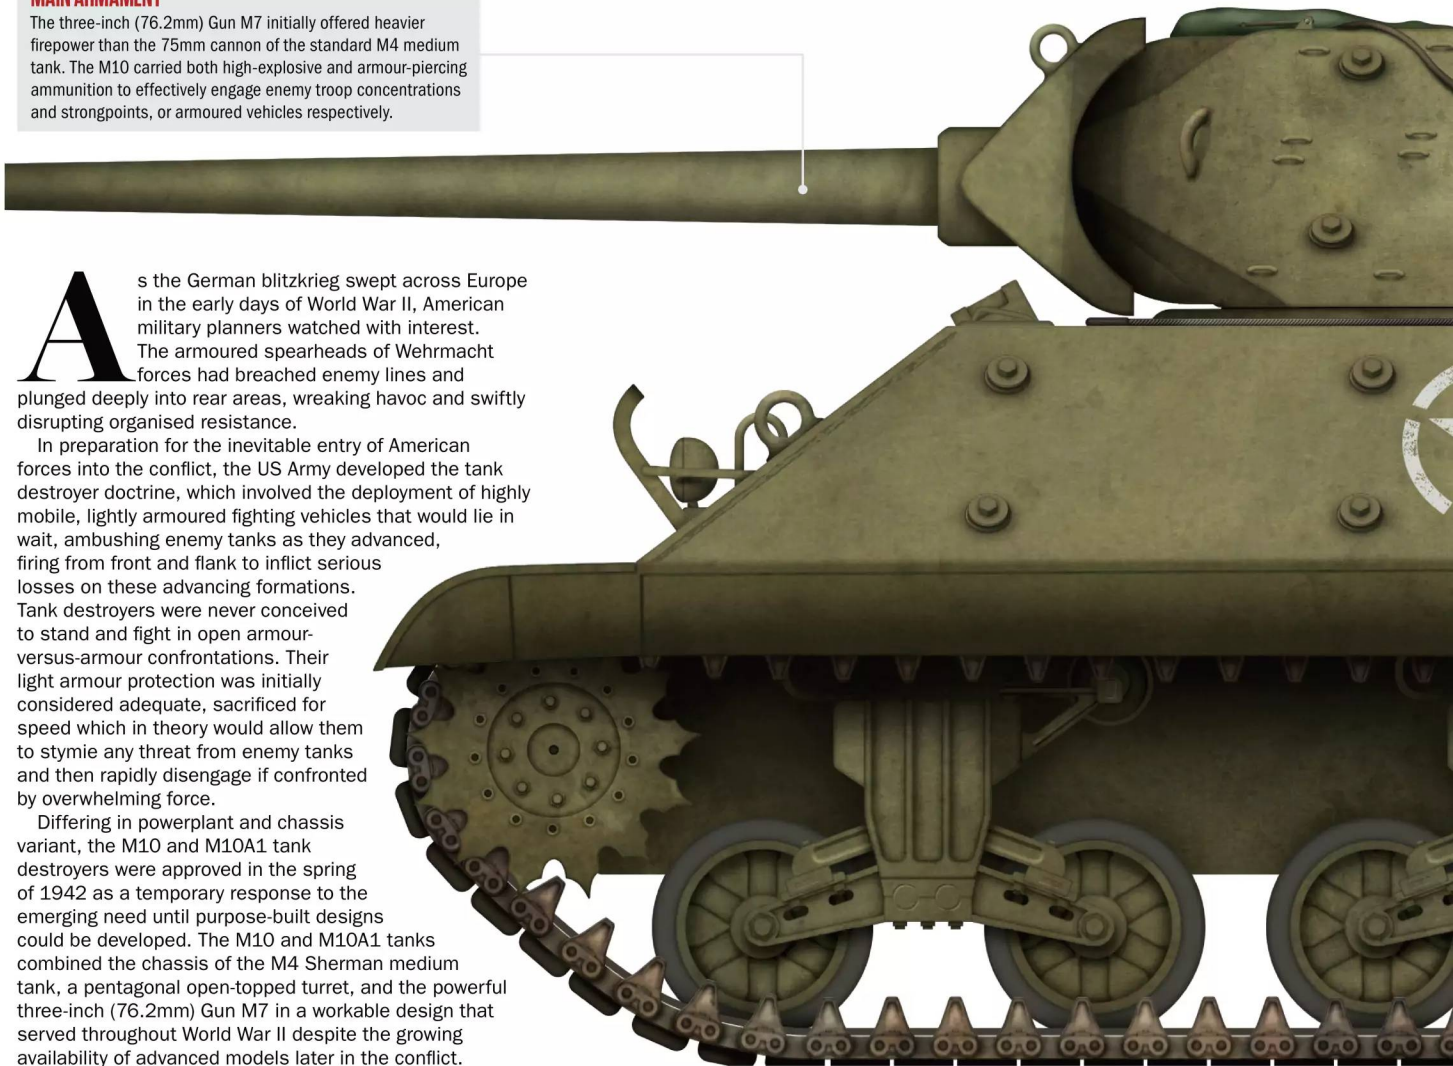 MAIN ARMAMENT
The three-inch (76.2mm) Gun M7 initially offered heavier
firepower than the 75mm cannon of the standard M4 medium
tank. The M10 carried both high-explosive and armour-piercing
ammunition to effectively engage enemy troop concentrations
and strongpoints, or armoured vehicles respectively.
As the German blitzkrieg swept across Europe
in the early days of World War II, American
military planners watched with interest.
The armoured spearheads of Wehrmacht
forces had breached enemy lines and
plunged deeply into rear areas, wreaking havoc and swiftly
disrupting organised resistance.
In preparation for the inevitable entry of American
forces into the conflict, the US Army developed the tank
destroyer doctrine, which involved the deployment of highly
mobile, lightly armoured fighting vehicles that would lie in
wait, ambushing enemy tanks as they advanced,
firing from front and flank to inflict serious
losses on these advancing formations.
Tank destroyers were never conceived
to stand and fight in open armour-
versus-armour confrontations. Their
light armour protection was initially
considered adequate, sacrificed for
speed which in theory would allow them
to stymie any threat from enemy tanks
and then rapidly disengage if confronted
by overwhelming force.
Differing in powerplant and chassis
variant, the M10 and M10A1 tank
destroyers were approved in the spring
of 1942 as a temporary response to the
emerging need until purpose-built designs
could be developed. The M10 and M10A1 tanks
combined the chassis of the M4 Sherman medium
tank, a pentagonal open-topped turret, and the powerful
three-inch (76.2mm) Gun M7 in a workable design that
served throughout World War II despite the growing
availability of advanced models later in the conflict.